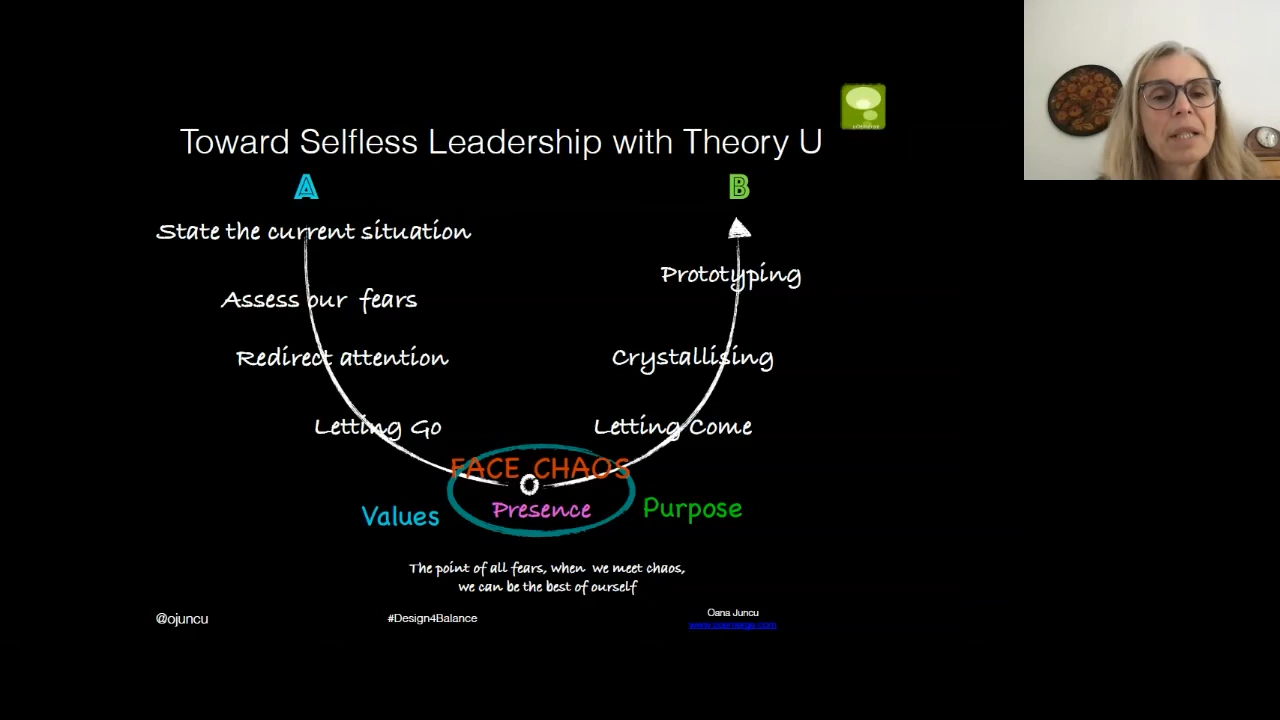 Toward Selfless Leadership with Theory U
A
B
State the current situation
Prototyping
Assess our fears
Redirect attention
Crystallising
Letting Go
Letting Come
FACE CHAOS
Presence
Values
Purpose
The point of all fears, when we meet chaos,
we can be the best of ourself
@ojuncu
#Design4Balance
Oana Juncu